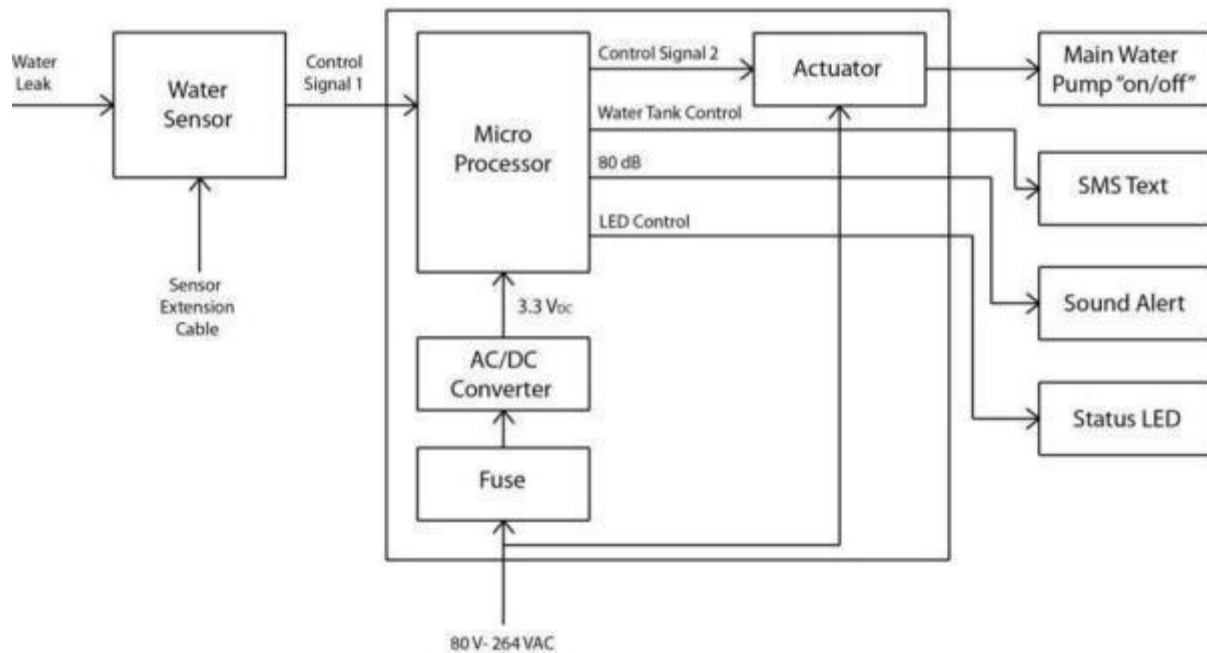 Water
Leak
Water
Sensor
Control
Signal 1
Sensor
Extension
Cable
Micro
Processor
Control Signal 2
Water Tank Control
80 dB
LED Control
Actuator
Main Water
Pump “on/off”
SMS Text
Sound Alert
Status LED
3.3 VDC
AC/DC
Converter
Fuse
80 V- 264 VAC